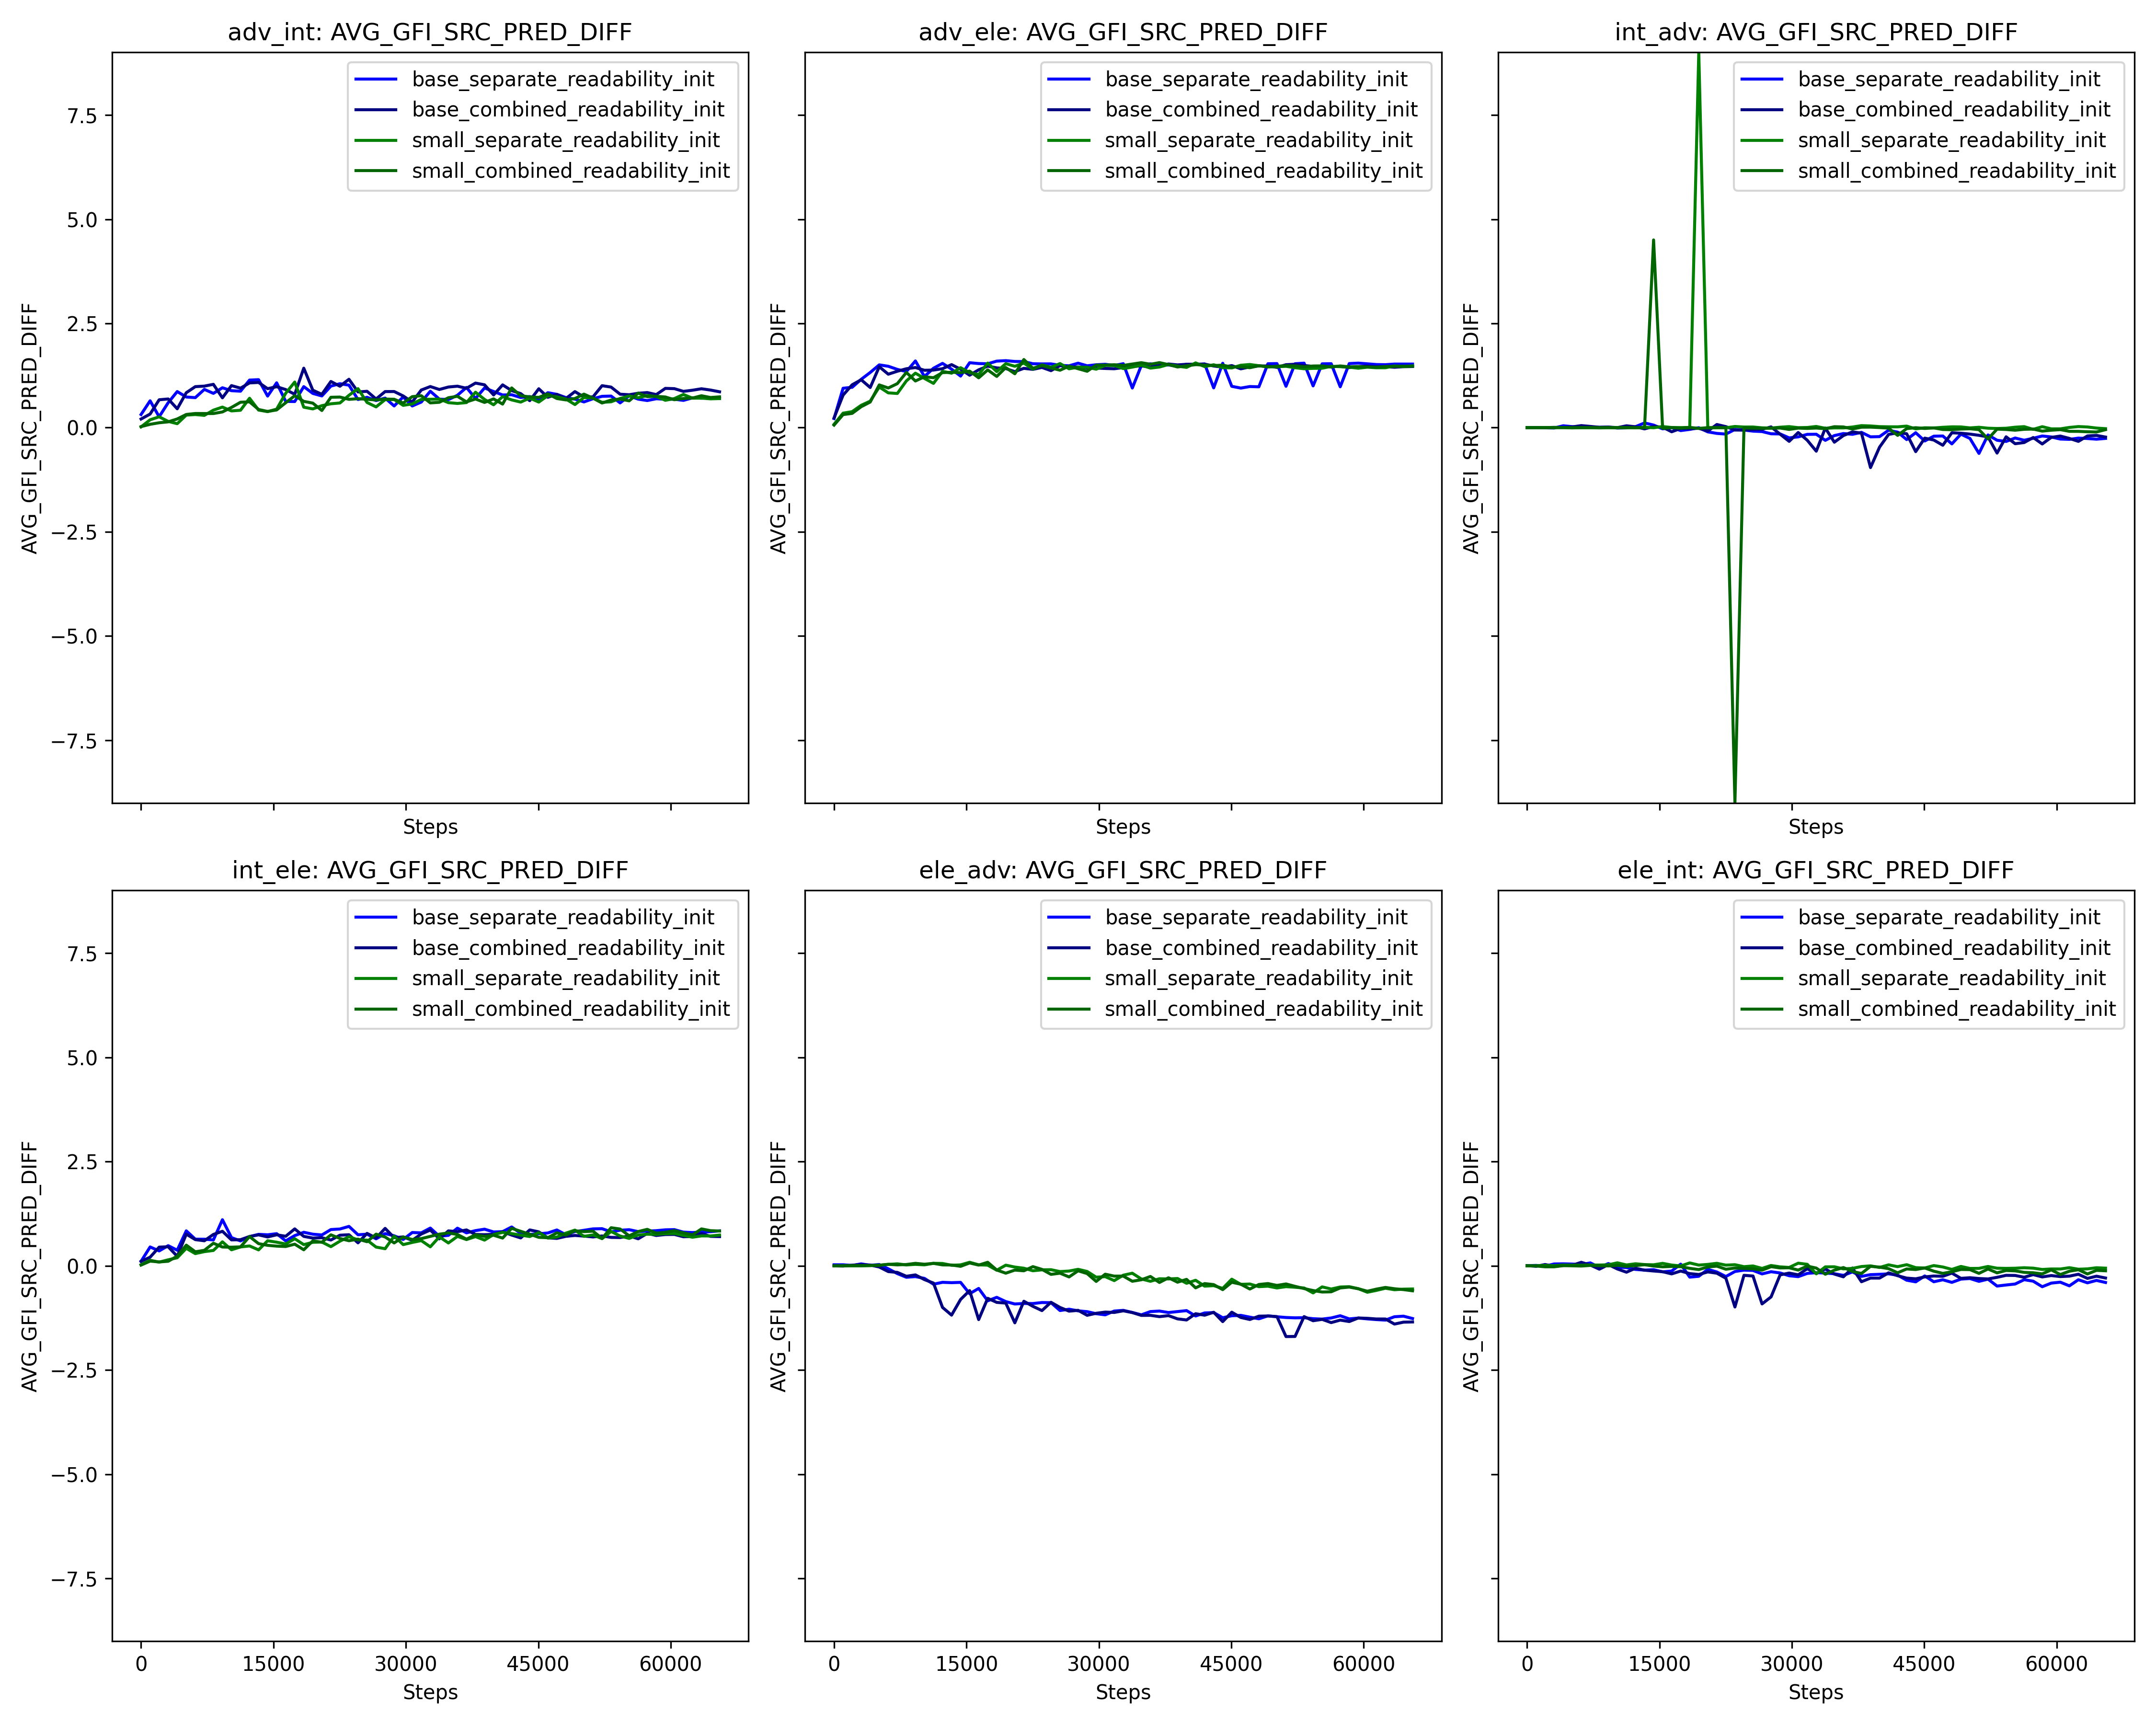 adv_int: AVG_GFI_SRC_PRED_DIFF
base_separate_readability_init
base_combined_readability_init
small_separate_readability_init
small_combined_readability_init
7.5
5.0
2.5
0.0
−2.5
−5.0
−7.5
AVG_GFI_SRC_PRED_DIFF
Steps
adv_ele: AVG_GFI_SRC_PRED_DIFF
base_separate_readability_init
base_combined_readability_init
small_separate_readability_init
small_combined_readability_init
AVG_GFI_SRC_PRED_DIFF
Steps
int_adv: AVG_GFI_SRC_PRED_DIFF
base_separate_readability_init
base_combined_readability_init
small_separate_readability_init
small_combined_readability_init
AVG_GFI_SRC_PRED_DIFF
Steps
int_ele: AVG_GFI_SRC_PRED_DIFF
base_separate_readability_init
base_combined_readability_init
small_separate_readability_init
small_combined_readability_init
7.5
5.0
2.5
0.0
−2.5
−5.0
−7.5
AVG_GFI_SRC_PRED_DIFF
0 15000 30000 45000 60000
Steps
ele_adv: AVG_GFI_SRC_PRED_DIFF
base_separate_readability_init
base_combined_readability_init
small_separate_readability_init
small_combined_readability_init
AVG_GFI_SRC_PRED_DIFF
0 15000 30000 45000 60000
Steps
ele_int: AVG_GFI_SRC_PRED_DIFF
base_separate_readability_init
base_combined_readability_init
small_separate_readability_init
small_combined_readability_init
AVG_GFI_SRC_PRED_DIFF
0 15000 30000 45000 60000
Steps